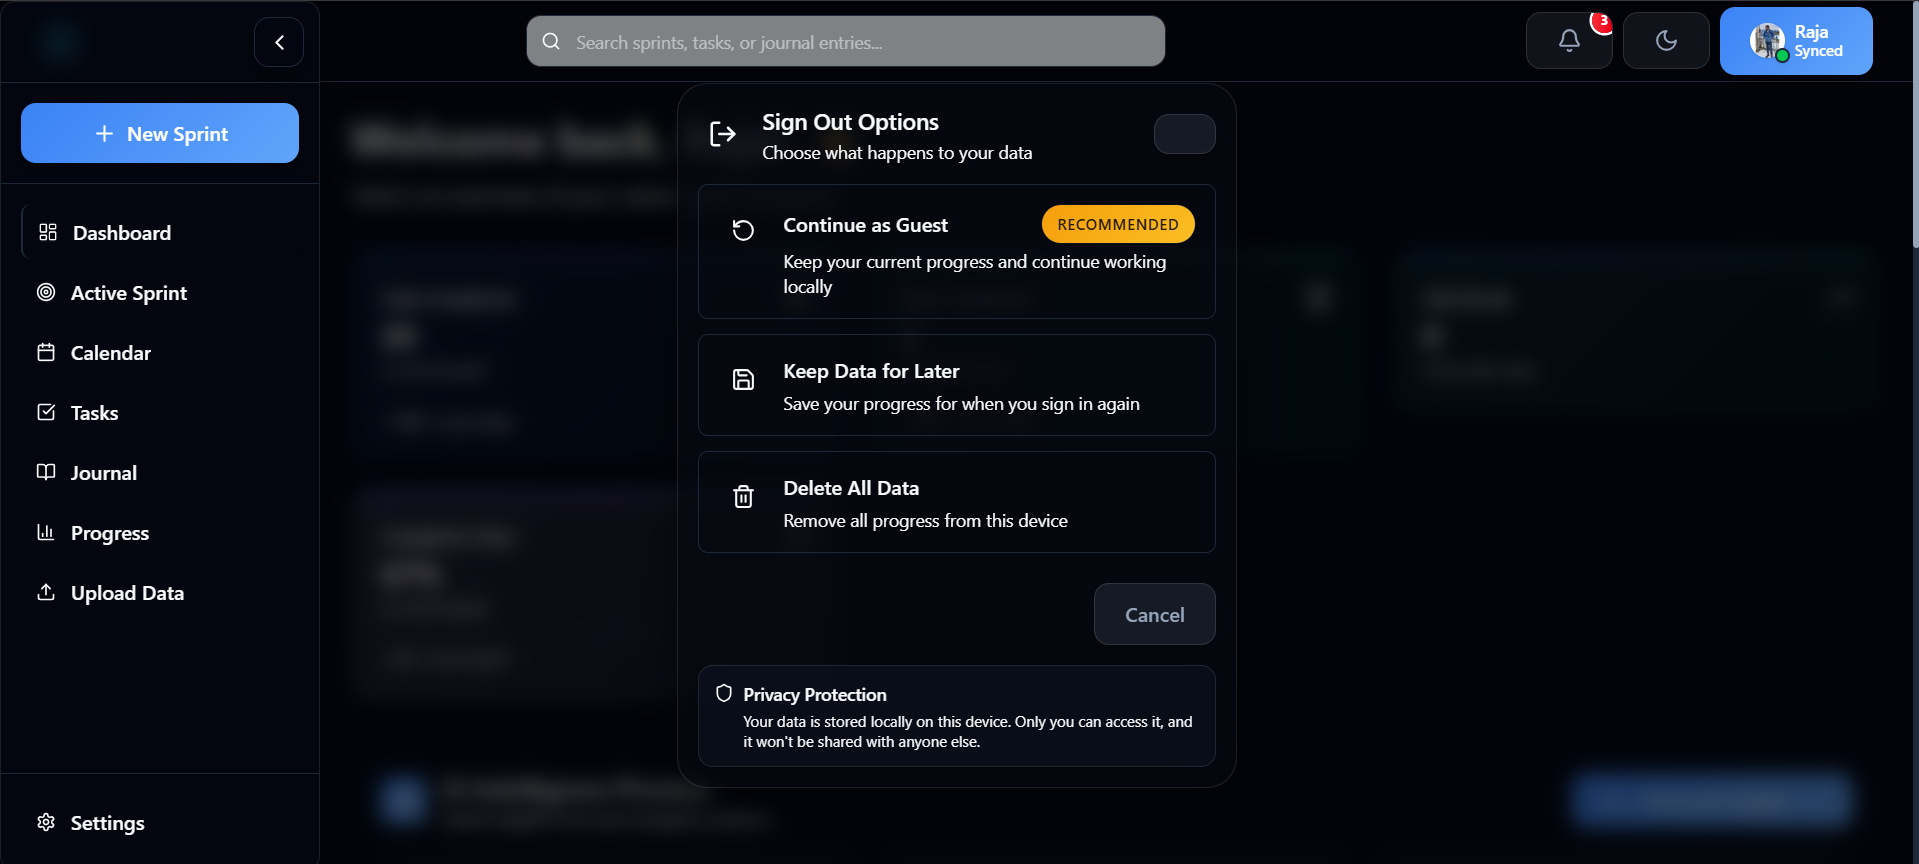 Search sprints, tasks, or journal entries...
3
Raja
Synced
New Sprint
Dashboard
Active Sprint
Calendar
Tasks
Journal
Progress
Upload Data
Settings
Welcome back,
Sign Out Options
Choose what happens to your data
Continue as Guest
RECOMMENDED
Keep your current progress and continue working
locally
Keep Data for Later
Save your progress for when you sign in again
Delete All Data
Remove all progress from this device
Cancel
Privacy Protection
Your data is stored locally on this device. Only you can access it, and
it won't be shared with anyone else.